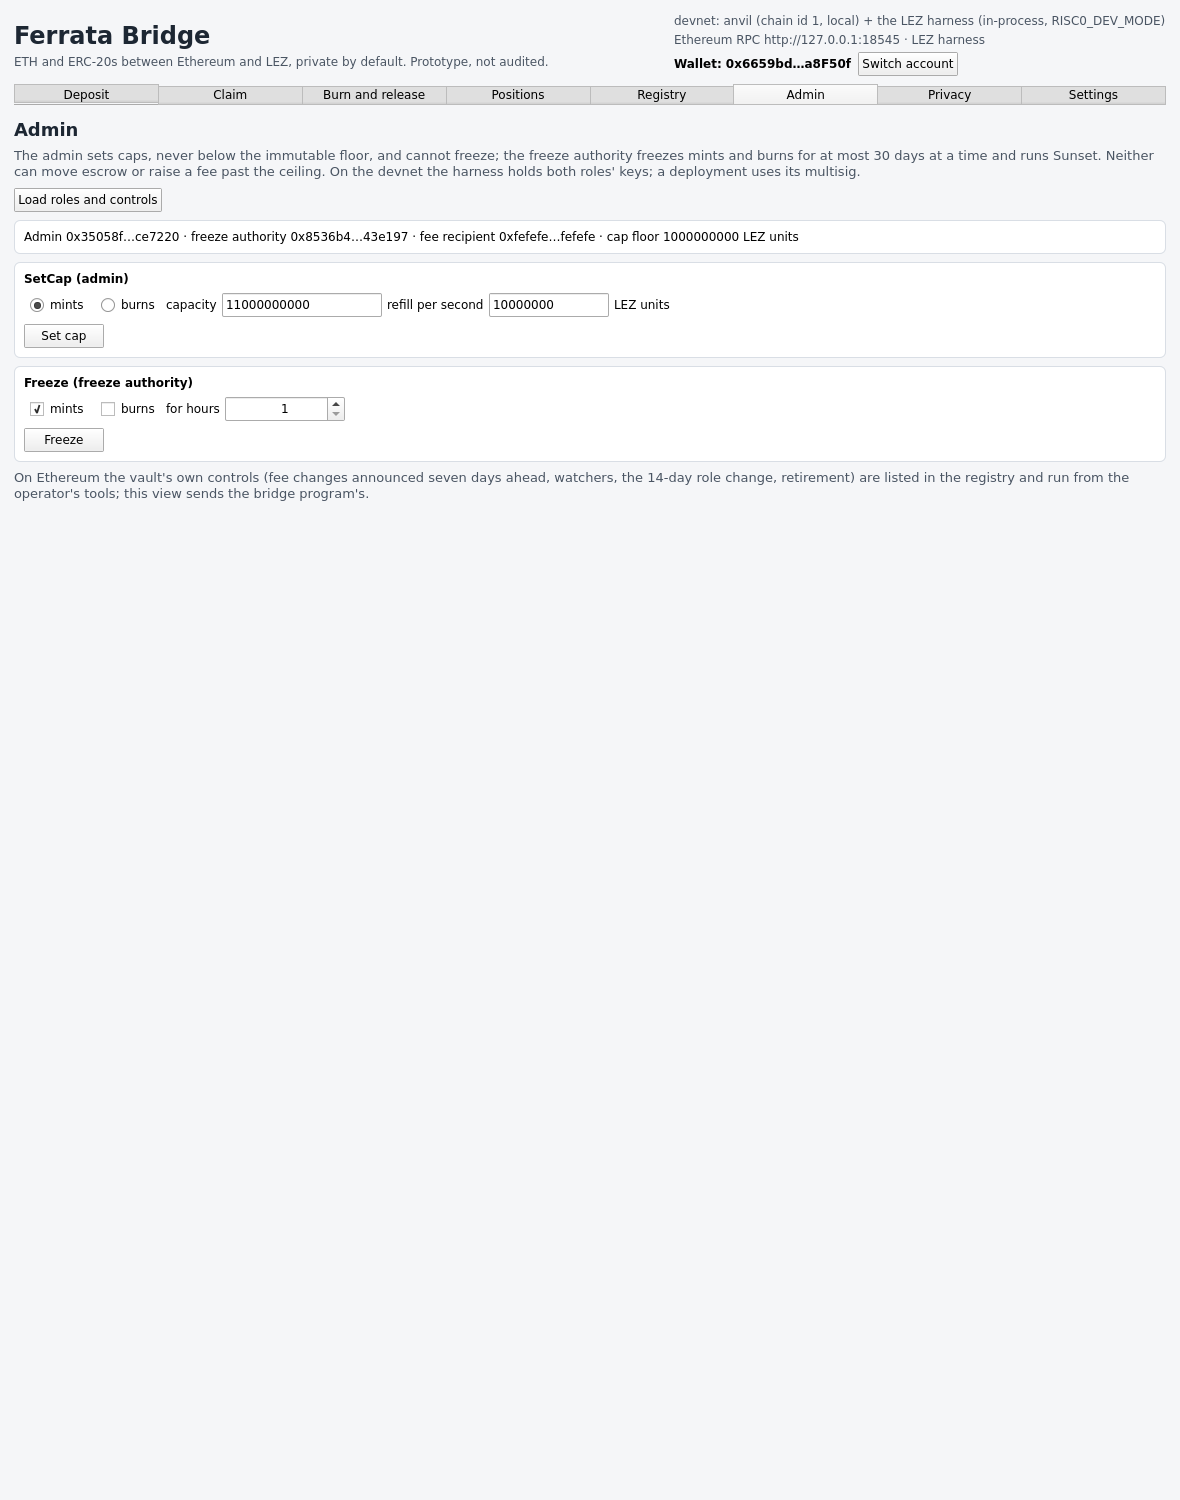 Ferrata Bridge
ETH and ERC-20s between Ethereum and LEZ, private by default. Prototype, not audited.
devnet: anvil (chain id 1, local) + the LEZ harness (in-process, RISC0_DEV_MODE)
Ethereum RPC http://127.0.0.1:18545 · LEZ harness
Wallet: 0x6659bd…a8F50f Switch account
Deposit Claim Burn and release Positions Registry Admin Privacy Settings
Admin
The admin sets caps, never below the immutable floor, and cannot freeze; the freeze authority freezes mints and burns for at most 30 days at a time and runs Sunset. Neither
can move escrow or raise a fee past the ceiling. On the devnet the harness holds both roles' keys; a deployment uses its multisig.
Load roles and controls
Admin 0x35058f…ce7220 · freeze authority 0x8536b4…43e197 · fee recipient 0xfefefe…fefefe · cap floor 1000000000 LEZ units
SetCap (admin)
mints burns capacity 11000000000 refill per second 10000000 LEZ units
Set cap
Freeze (freeze authority)
mints burns for hours 1
Freeze
On Ethereum the vault's own controls (fee changes announced seven days ahead, watchers, the 14-day role change, retirement) are listed in the registry and run from the
operator's tools; this view sends the bridge program's.